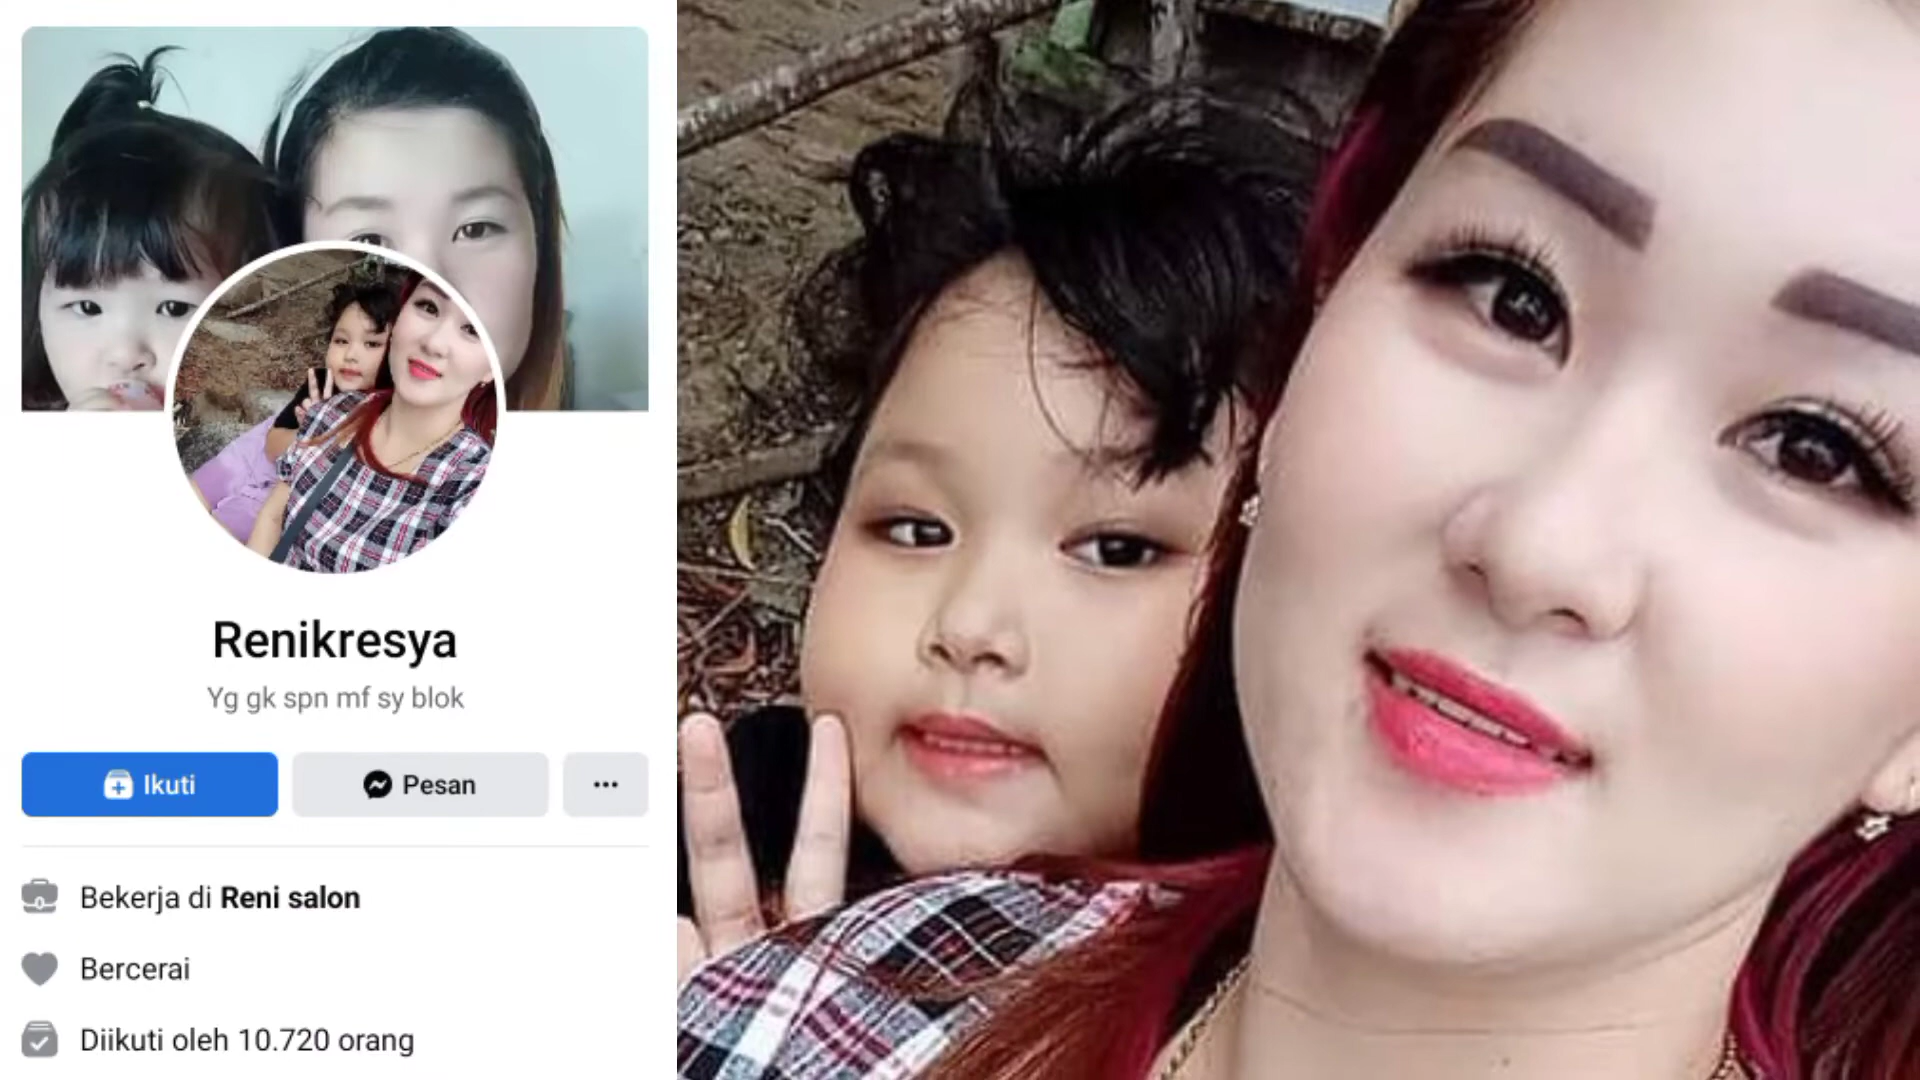 Renikresya
Yg gk spn mf sy blok
Ikuti
Pesan
Bekerja di Reni salon
Bercerai
Diikuti oleh 10.720 orang